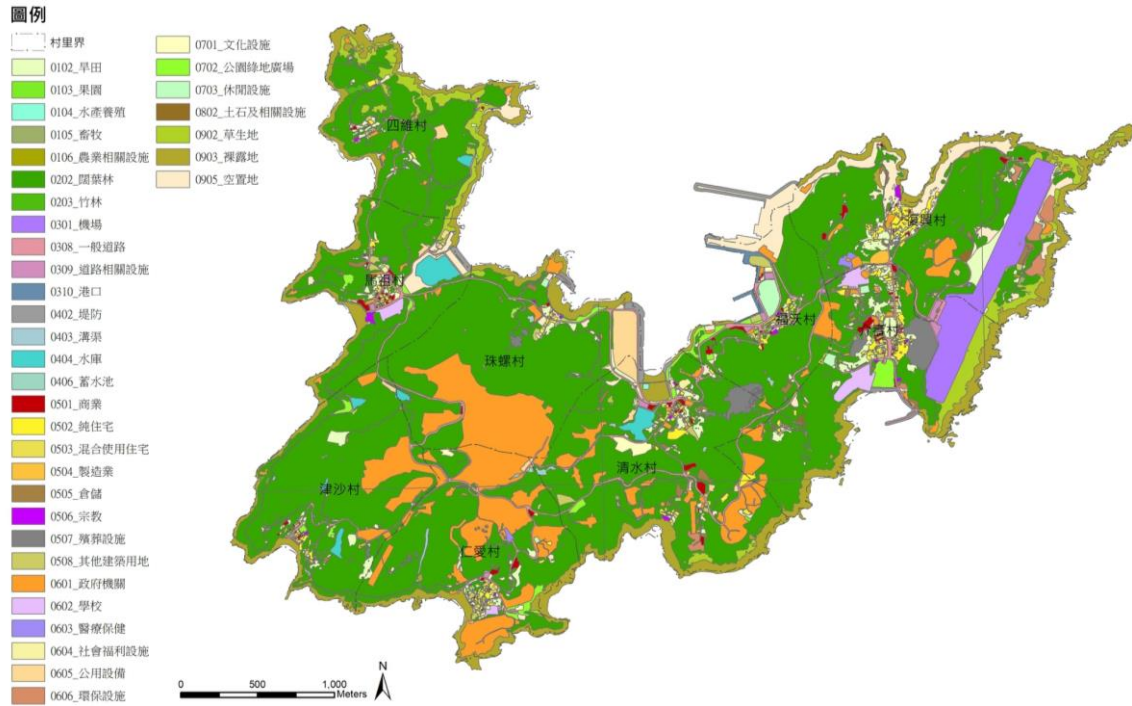 圖例
村里界
0102_旱田
0103_果園
0104_水產養殖
0105_畜牧
0106_農業相關設施
0202_闊葉林
0203_竹林
0301_機場
0308_一般道路
0309_道路相關設施
0310_港口
0402_堤防
0403_溝渠
0404_水庫
0406_蓄水池
0501_商業
0502_純住宅
0503_混合使用住宅
0504_製造業
0505_倉儲
0506_宗教
0507_殯葬設施
0508_其他建築用地
0601_政府機關
0602_學校
0603_醫療保健
0604_社會福利設施
0605_公用設備
0606_環保設施
0701_文化設施
0702_公園綠地廣場
0703_休閒設施
0802_土石及相關設施
0902_草生地
0903_裸露地
0905_空置地
四維村
馬祖村
珠螺村
津沙村
仁愛村
清水村
福沃村
復興村
村
0 500 1,000
Meters
N